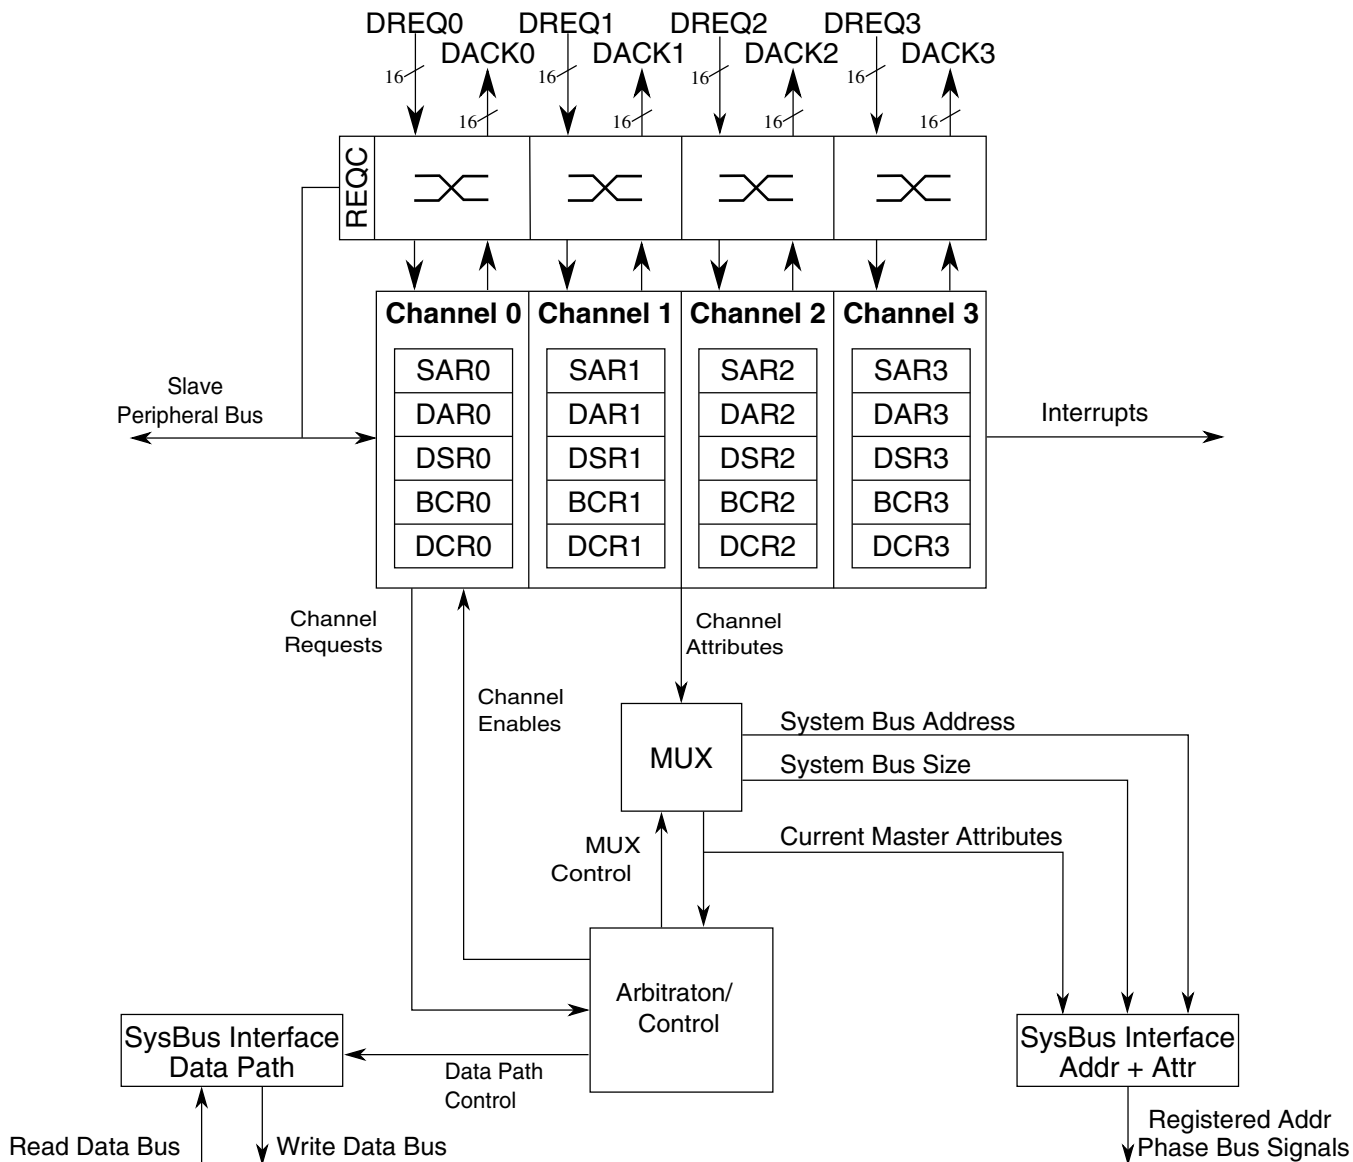 DREQ0 DREQ1 DREQ2 DREQ3
DACK0 DACK1 DACK2 DACK3
16 16 16 16
16 16 16 16
REQC
Channel 0 Channel 1 Channel 2 Channel 3
SAR0 SAR1 SAR2 SAR3
DAR0 DAR1 DAR2 DAR3
DSR0 DSR1 DSR2 DSR3
BCR0 BCR1 BCR2 BCR3
DCR0 DCR1 DCR2 DCR3
Slave
Peripheral Bus
Interrupts
Channel
Requests
Channel
Attributes
Channel
Enables
MUX
System Bus Address
System Bus Size
Current Master Attributes
MUX
Control
Arbitraton/
Control
SysBus Interface
Data Path
Data Path
Control
SysBus Interface
Addr + Attr
Read Data Bus
Write Data Bus
Registered Addr
Phase Bus Signals